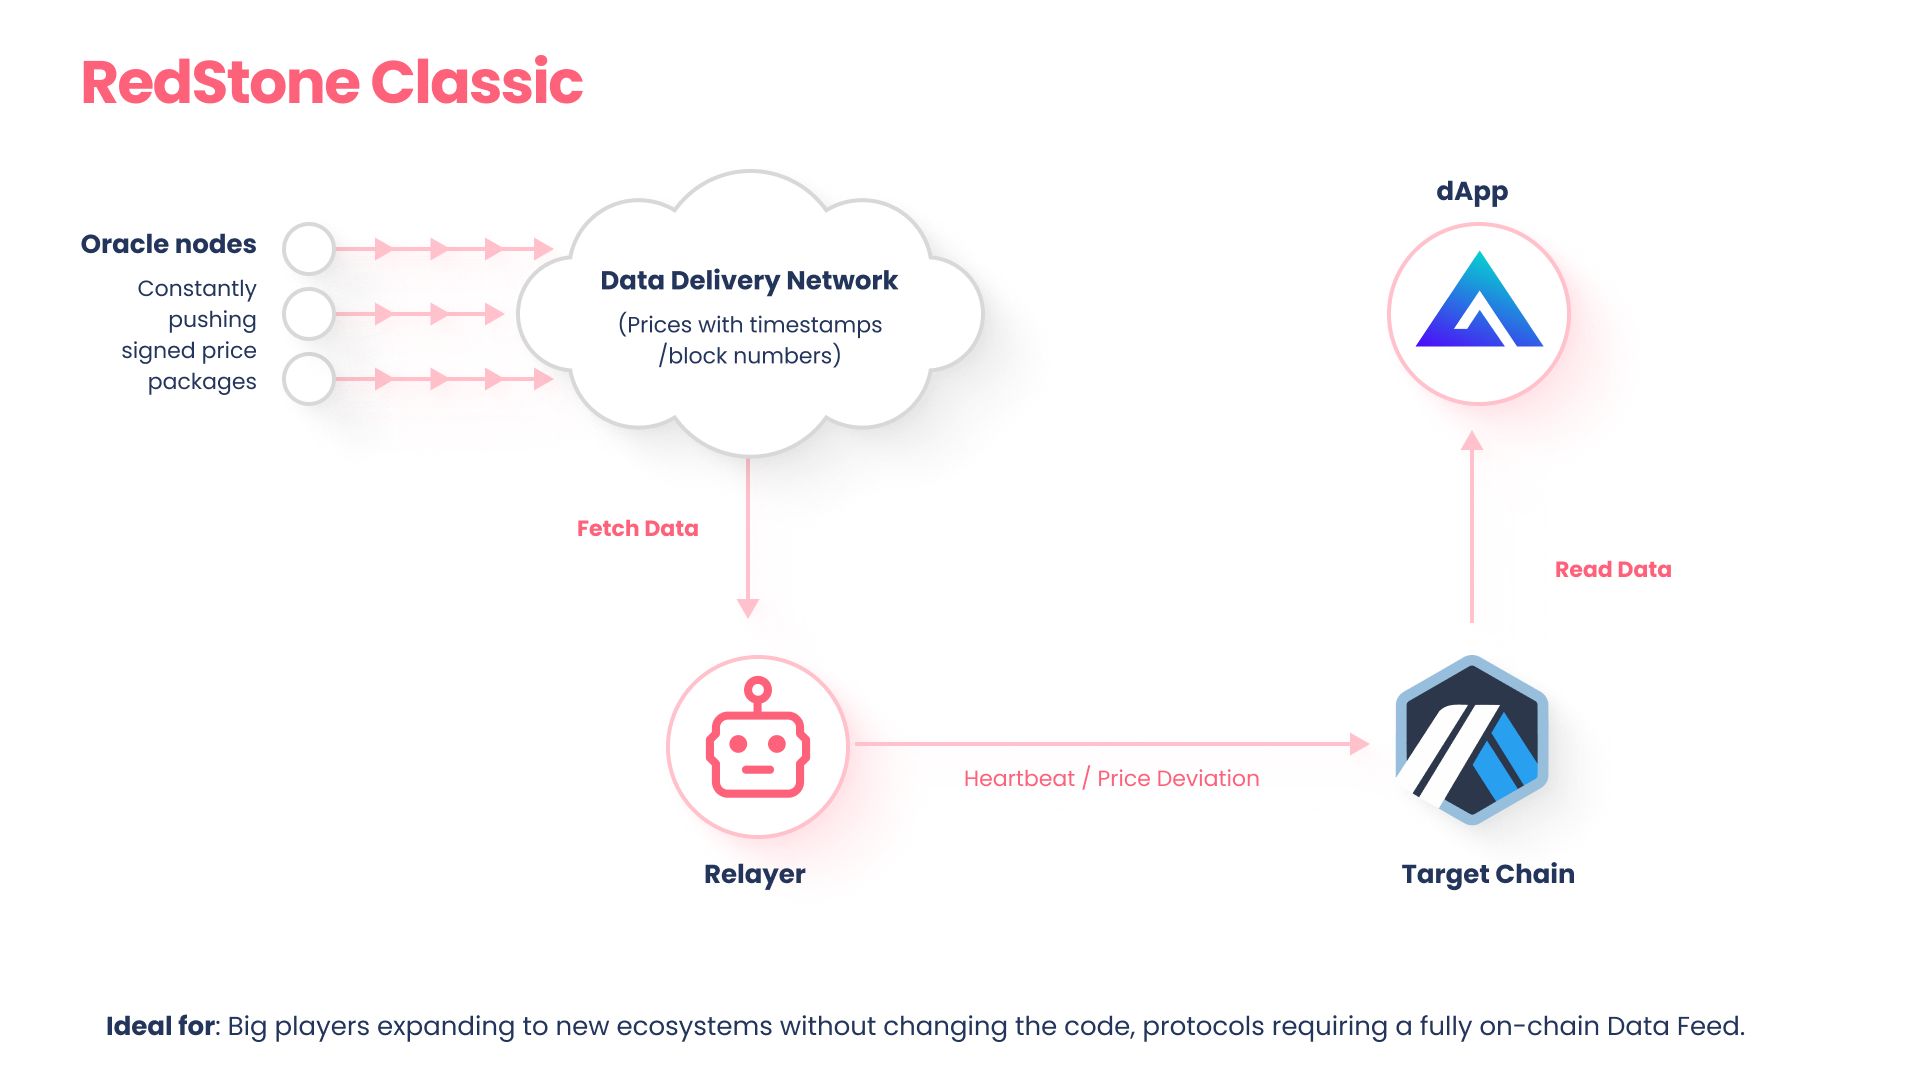 RedStone Classic
Oracle nodes
Constantly
pushing
signed price
packages
Data Delivery Network
(Prices with timestamps
/block numbers)
dApp
Fetch Data
Read Data
Heartbeat / Price Deviation
Relayer
Target Chain
Ideal for: Big players expanding to new ecosystems without changing the code, protocols requiring a fully on-chain Data Feed.